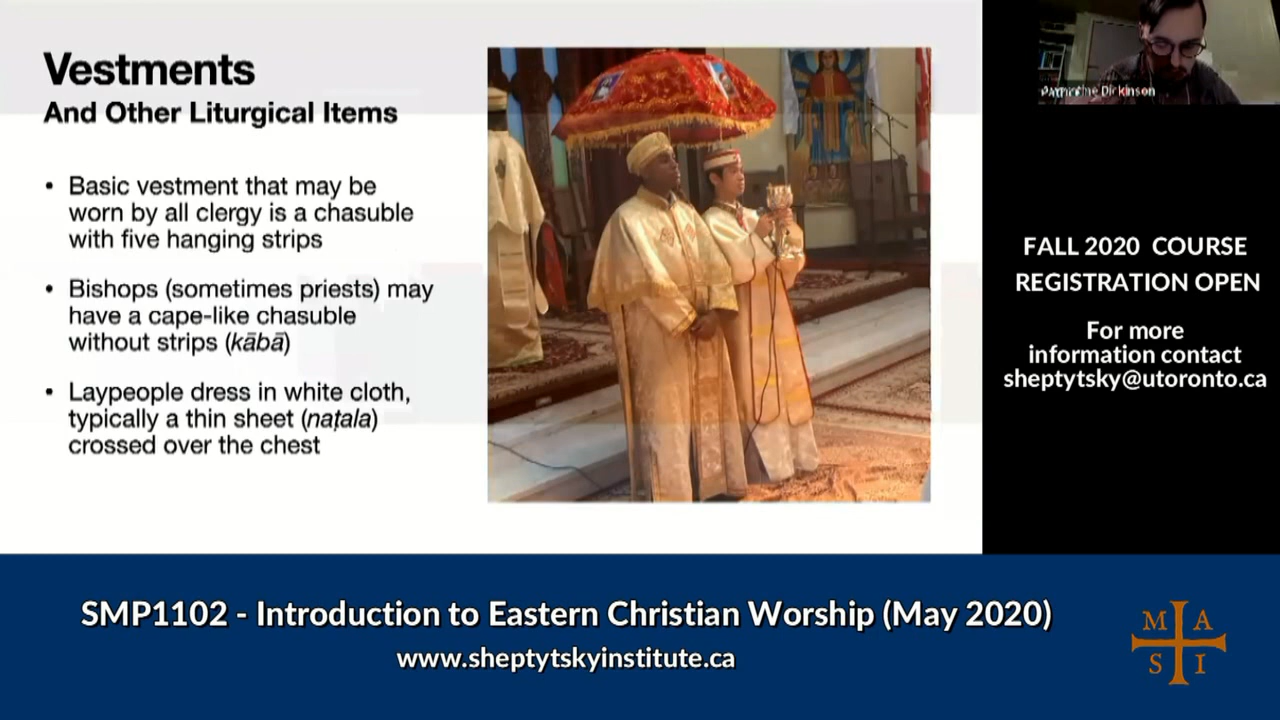 Vestments
And Other Liturgical Items
• Basic vestment that may be
worn by all clergy is a chasuble
with five hanging strips
• Bishops (sometimes priests) may
have a cape-like chasuble
without strips (kābā)
• Laypeople dress in white cloth,
typically a thin sheet (naṭala)
crossed over the chest
Dirkinson
FALL 2020 COURSE
REGISTRATION OPEN
For more
information contact
sheptytsky@utoronto.ca
SMP1102 - Introduction to Eastern Christian Worship (May 2020)
www.sheptytskyinstitute.ca
M A
S I